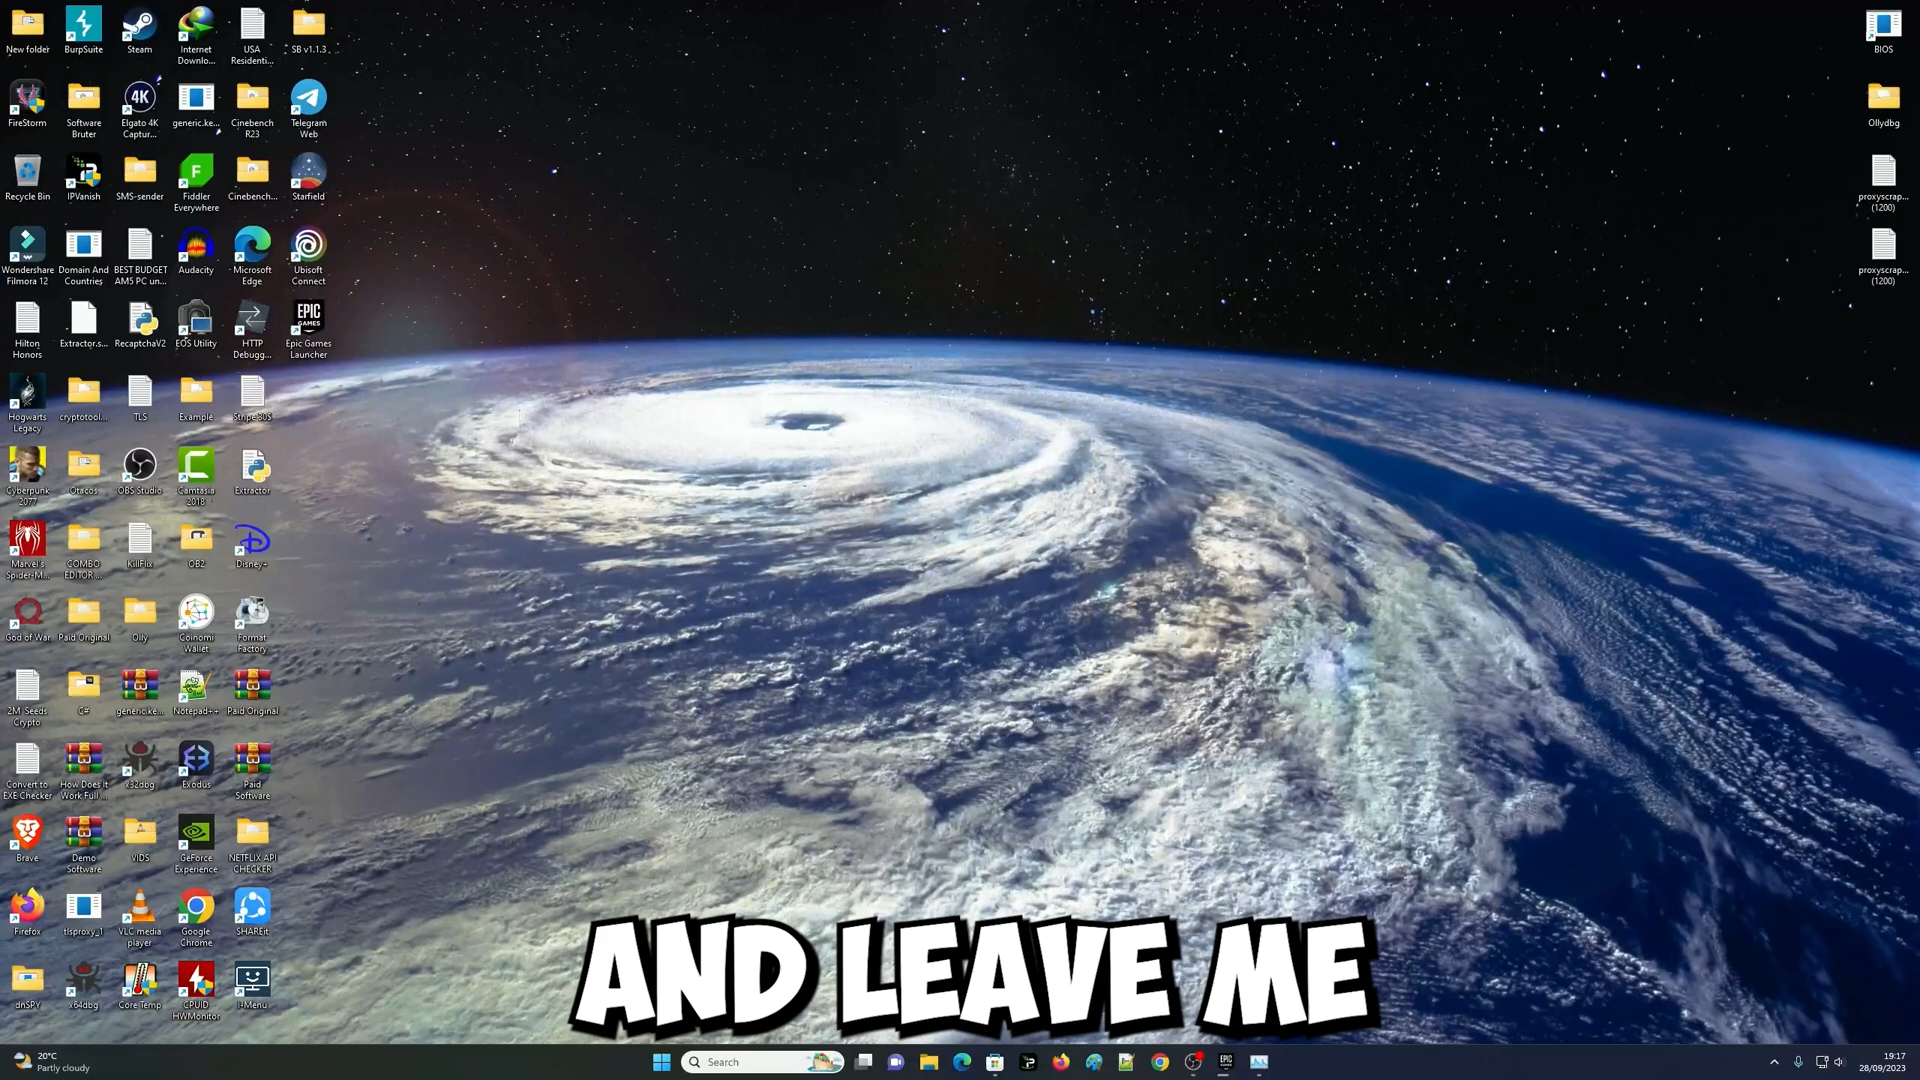 New folder
BurpSuite
Steam
Internet Downlo...
USA Residenti...
SB v1.1.3
FireStorm
Software Bruter
Elgato 4K Captur...
generic.ke...
Cinebench R23
Telegram Web
Recycle Bin
IPVanish
SMS-sender
Fiddler Everywhere
Cinebench...
Starfield
Wondershare Filmora 12
Domain And Countries
BEST BUDGET AM5 PC un...
Audacity
Microsoft Edge
Ubisoft Connect
Hilton Honors
Extractor.s...
RecaptchaV2
EOS Utility
HTTP Debugg...
EPIC GAMES
Epic Games Launcher
Hogwarts Legacy
cryptotool...
TLS
Example
Cyberpunk 2077
Otacos
OBS Studio
Camtasia 2018
Extractor
Marvel's Spider-M...
COMBO EDITOR...
KillFlix
OB2
Disney+
God of War
Paid Original
Olly
Coinomi Wallet
Format Factory
2M Seeds Crypto
C#
generic.ke...
Notepad++
Paid Original
Convert to EXE Checker
How Does It Work Full...
x32dbg
Exodus
Paid Software
Brave
Demo Software
VIDS
GeForce Experience
NETFLIX API CHECKER
Firefox
tlsproxy_1
VLC media player
Google Chrome
SHAREit
dnSPY
x64dbg
Core Temp
CPUID HWMonitor
I-Menu
BIOS
Ollydbg
proxyscrap... (1200)
proxyscrap... (1200)
AND LEAVE ME
20°C
Partly cloudy
Search
19:17
28/09/2023